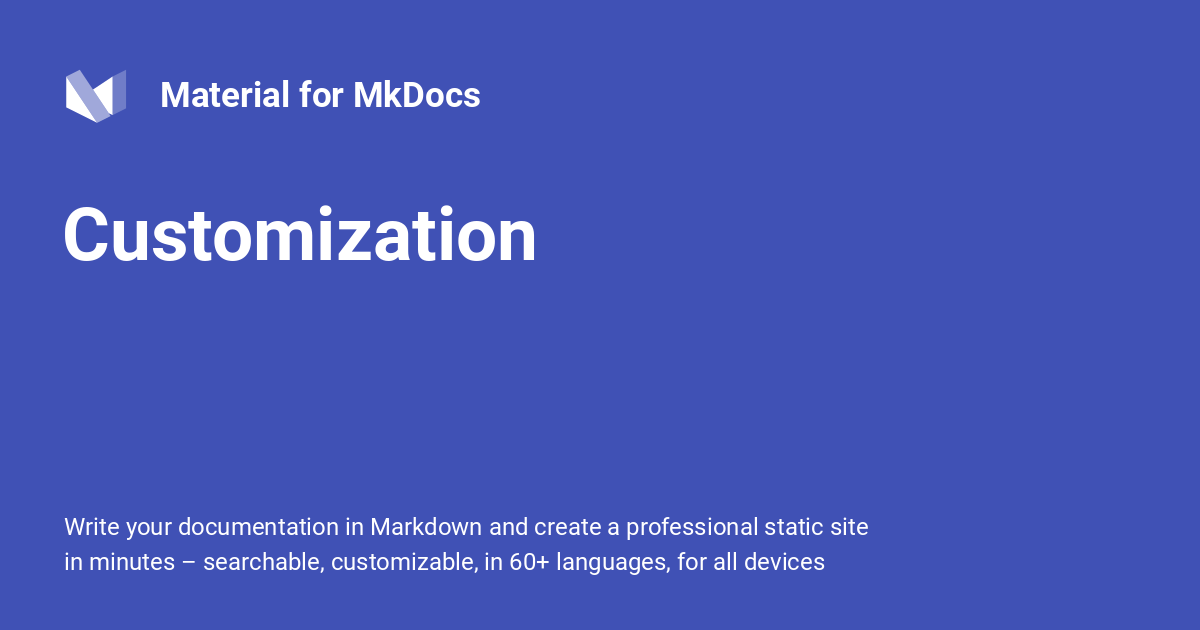 Material for MkDocs
Customization
Write your documentation in Markdown and create a professional static site
in minutes – searchable, customizable, in 60+ languages, for all devices